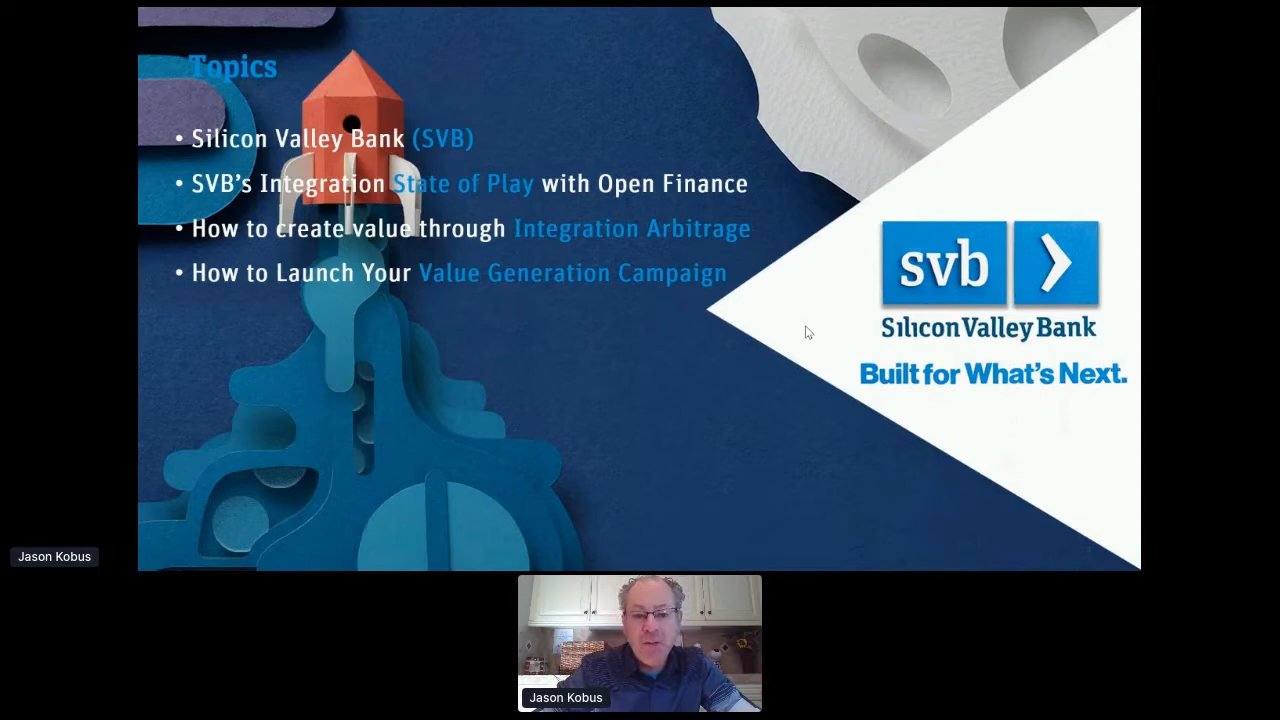 Topics
• Silicon Valley Bank (SVB)
• SVB's Integration State of Play with Open Finance
• How to create value through Integration Arbitrage
• How to Launch Your Value Generation Campaign
svb
Silicon Valley Bank
Built for What's Next.
Jason Kobus
Jason Kobus